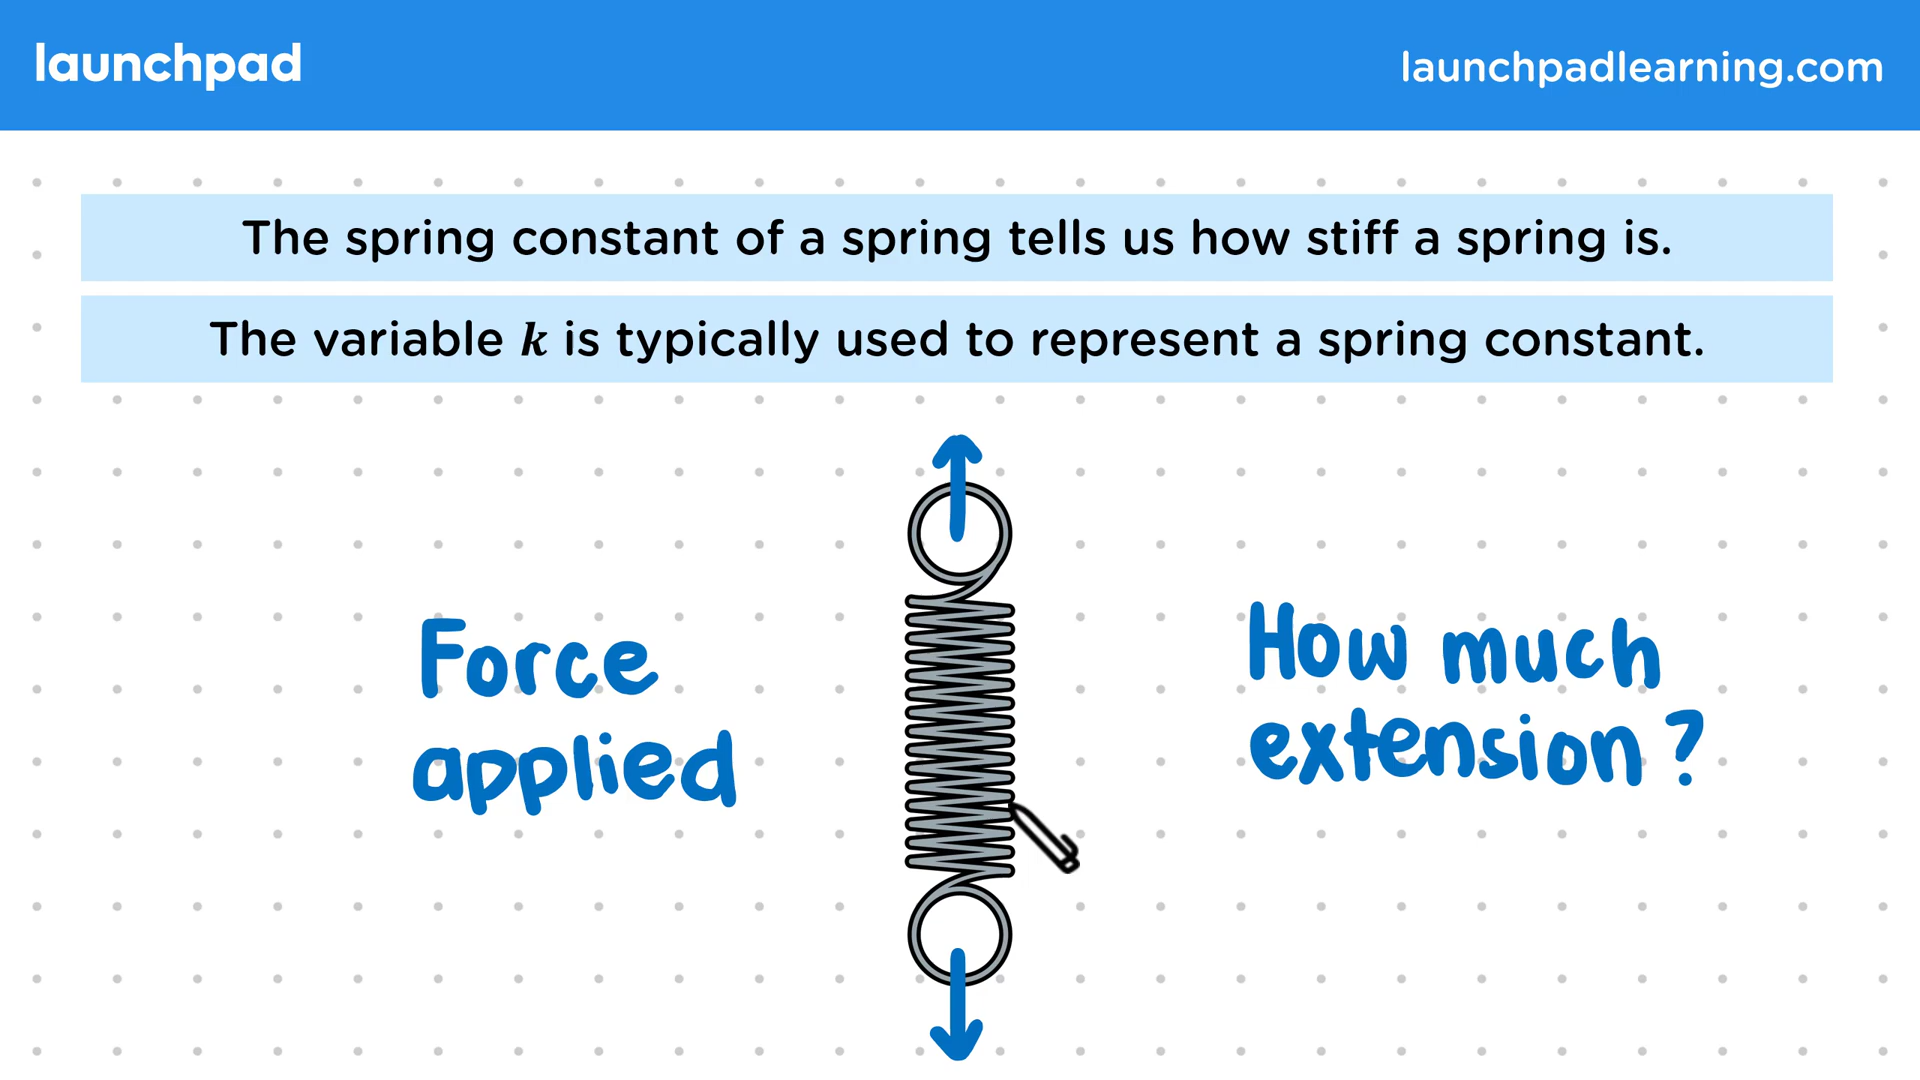 launchpad
launchpadlearning.com
The spring constant of a spring tells us how stiff a spring is.
The variable k is typically used to represent a spring constant.
Force
applied
How much
extension?